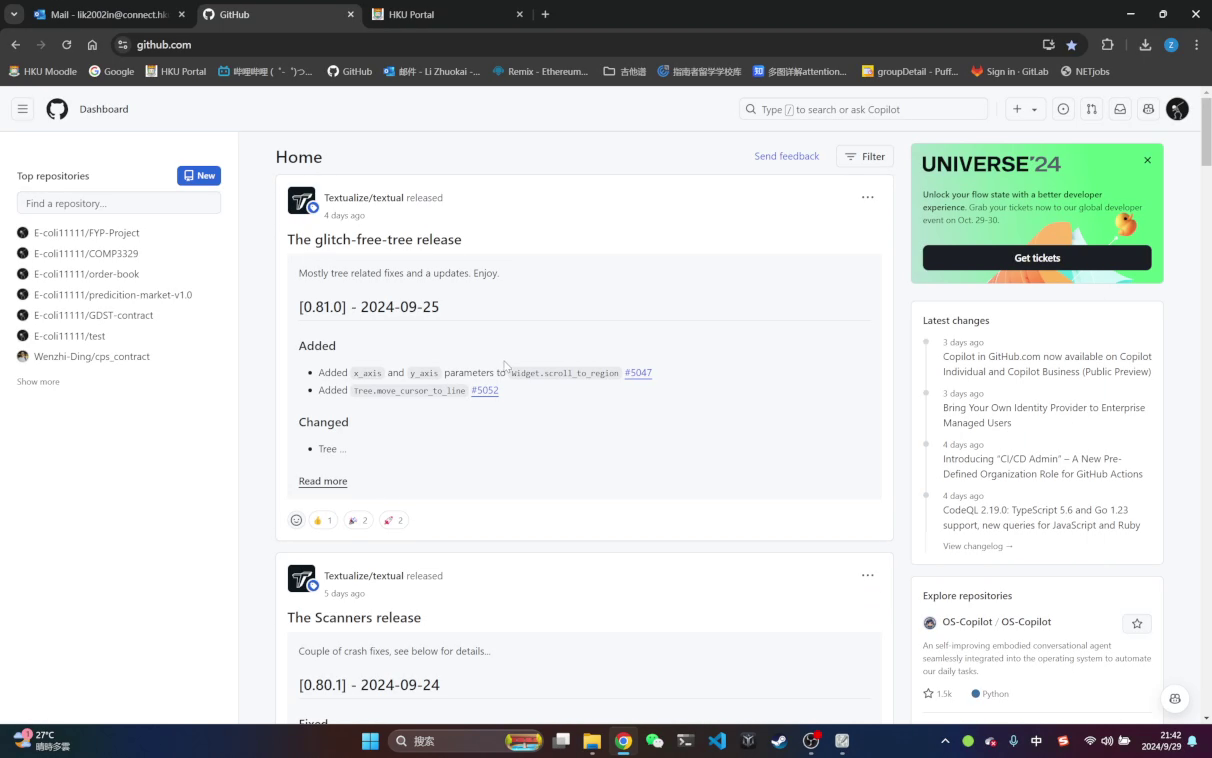 Mail - lik2002in@connect.hk
GitHub
HKU Portal
github.com
Z
HKU Moodle
Google
HKU Portal
哔哩哔哩 (゜-゜)つ...
GitHub
邮件 - Li Zhuokai -...
Remix - Ethereum...
吉他谱
指南者留学学校库
多图详解attention...
groupDetail - Puff...
Sign in · GitLab
NETjobs
Dashboard
Type / to search or ask Copilot
Top repositories
New
Find a repository...
E-coli11111/FYP-Project
E-coli11111/COMP3329
E-coli11111/order-book
E-coli11111/predicition-market-v1.0
E-coli11111/GDST-contract
E-coli11111/test
Wenzhi-Ding/cps_contract
Show more
Home
Send feedback
Filter
Textualize/textual released
4 days ago
The glitch-free-tree release
Mostly tree related fixes and a updates. Enjoy.
[0.81.0] - 2024-09-25
Added
Added x_axis and y_axis parameters to Widget.scroll_to_region #5047
Added Tree.move_cursor_to_line #5052
Changed
Tree ...
Read more
1
2
2
Textualize/textual released
5 days ago
The Scanners release
Couple of crash fixes, see below for details...
[0.80.1] - 2024-09-24
Fixed
UNIVERSE'24
Unlock your flow state with a better developer
experience. Grab your tickets now to our global developer
event on Oct. 29-30.
Get tickets
Latest changes
3 days ago
Copilot in GitHub.com now available on Copilot
Individual and Copilot Business (Public Preview)
3 days ago
Bring Your Own Identity Provider to Enterprise
Managed Users
4 days ago
Introducing “CI/CD Admin” – A New Pre-
Defined Organization Role for GitHub Actions
4 days ago
CodeQL 2.19.0: TypeScript 5.6 and Go 1.23
support, new queries for JavaScript and Ruby
View changelog →
Explore repositories
OS-Copilot / OS-Copilot
An self-improving embodied conversational agent
seamlessly integrated into the operating system to automate
our daily tasks.
1.5k
Python
27°C
晴時多雲
搜索
中
21:42
2024/9/29